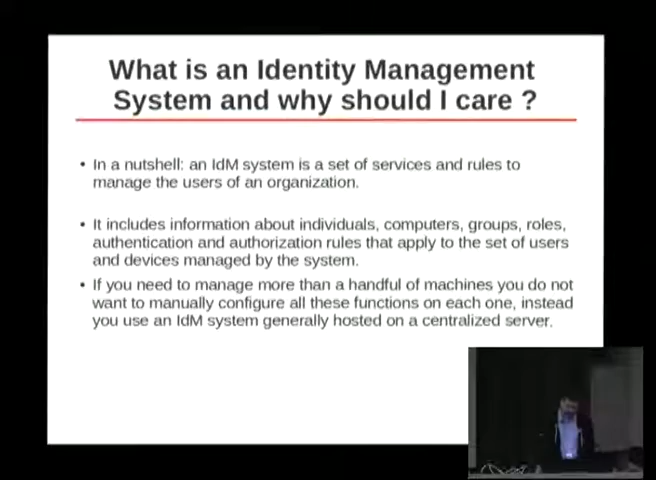 What is an Identity Management
System and why should I care ?
• In a nutshell: an IdM system is a set of services and rules to
manage the users of an organization.
• It includes information about individuals, computers, groups, roles,
authentication and authorization rules that apply to the set of users
and devices managed by the system.
• If you need to manage more than a handful of machines you do not
want to manually configure all these functions on each one, instead
you use an IdM system generally hosted on a centralized server.